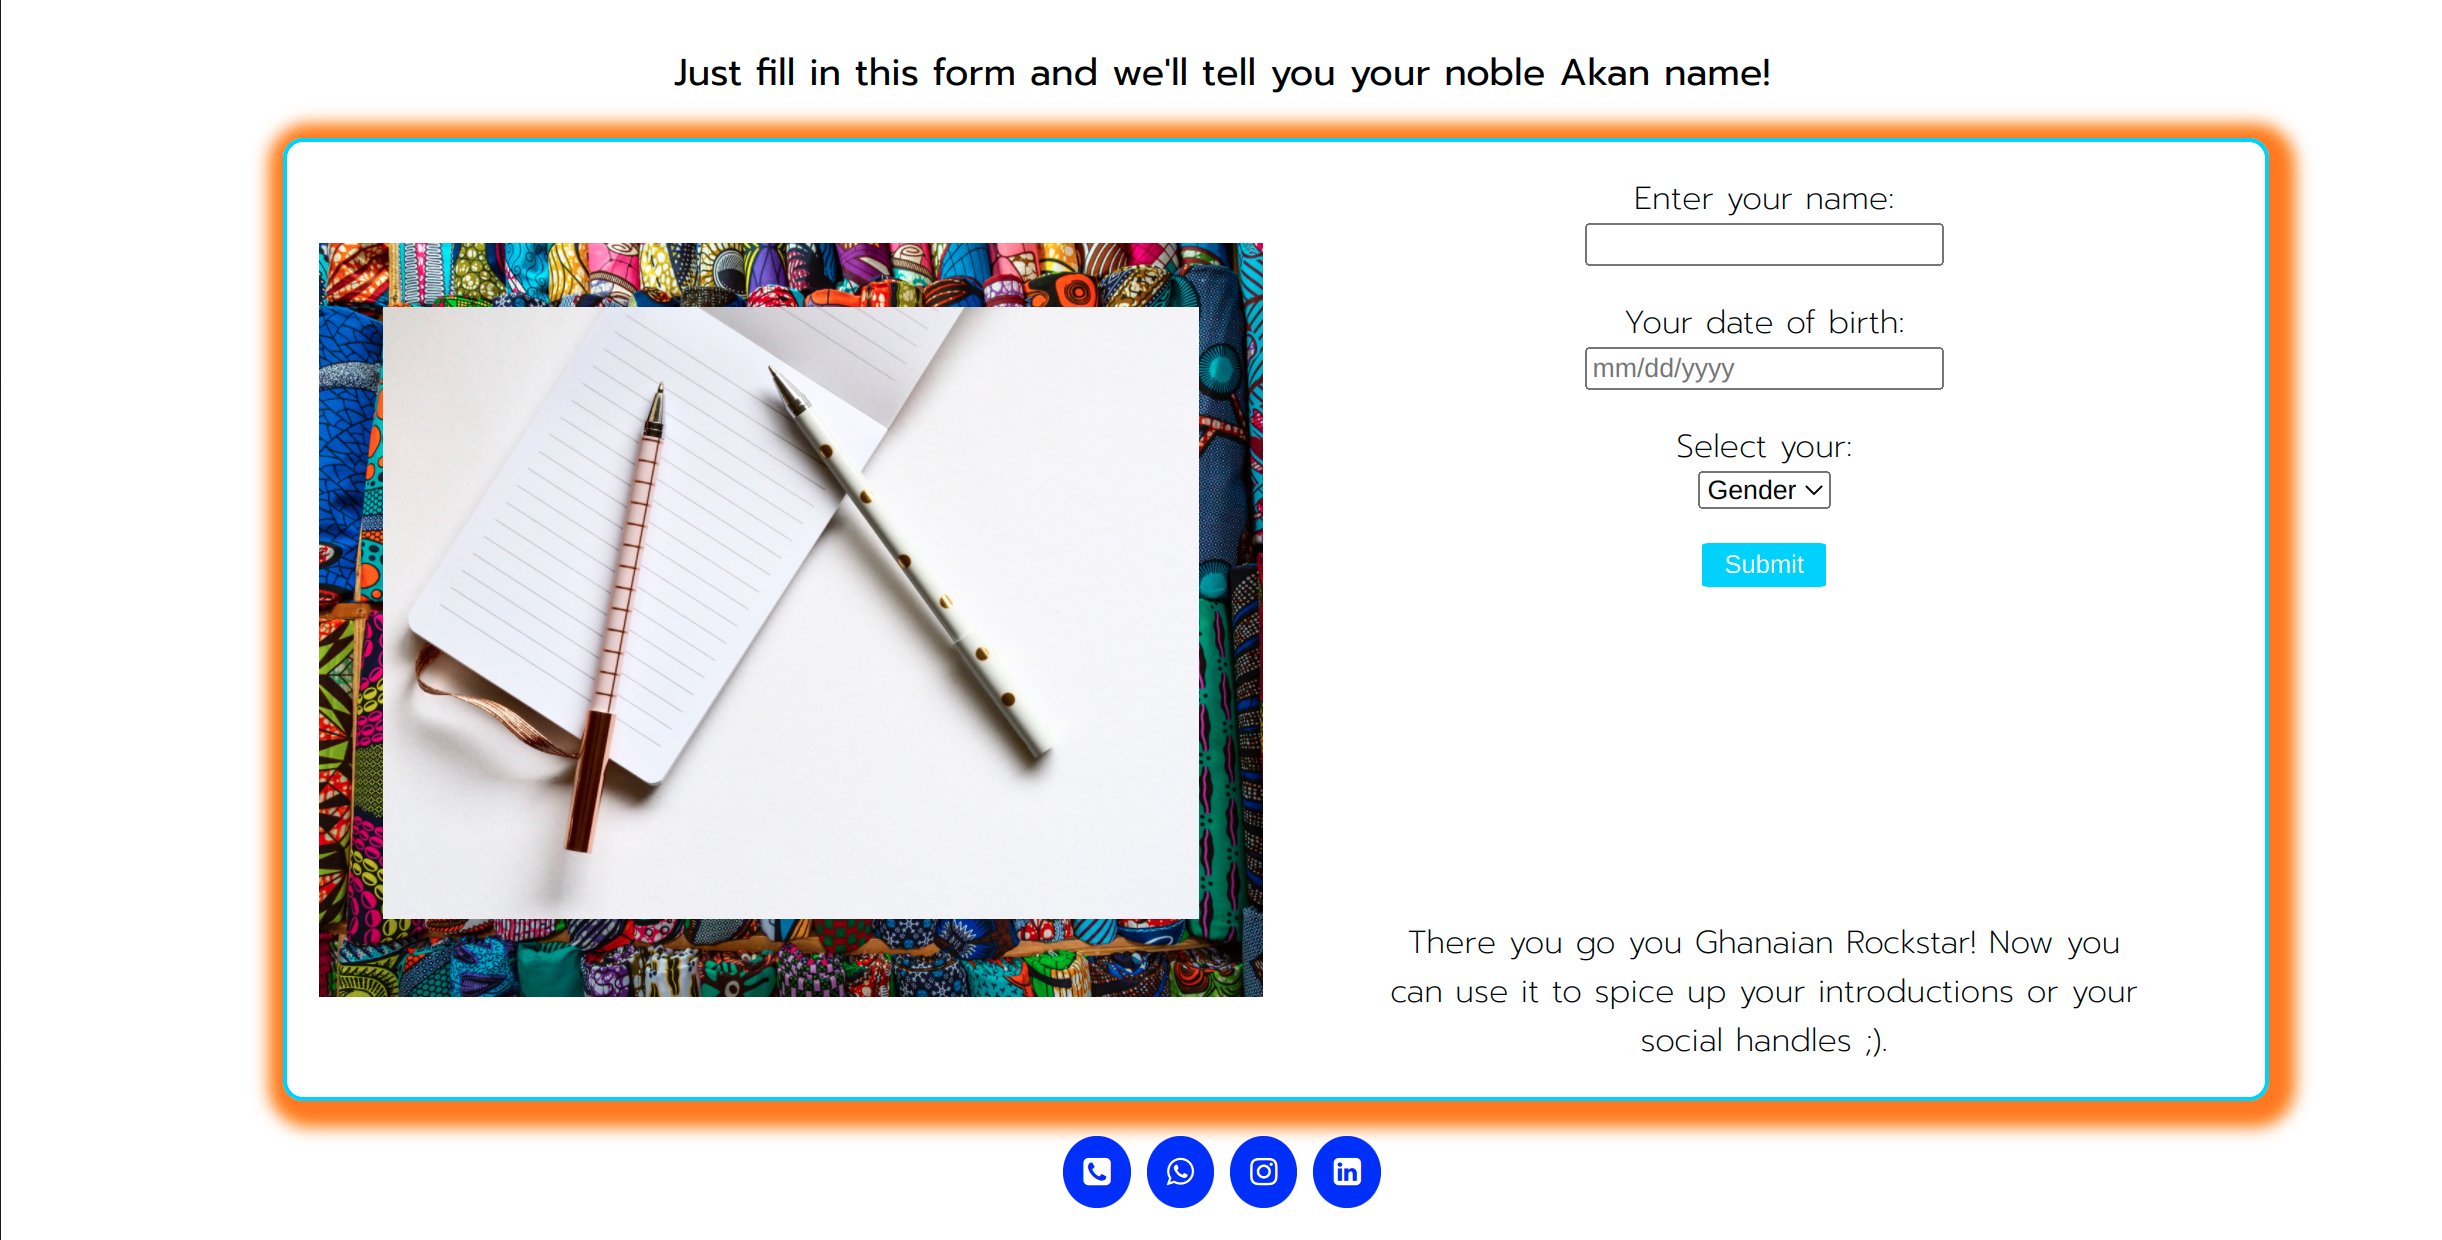 Just fill in this form and we'll tell you your noble Akan name!
Enter your name:
Your date of birth:
mm/dd/yyyy
Select your:
Gender
Submit
There you go you Ghanaian Rockstar! Now you
can use it to spice up your introductions or your
social handles ;).
in